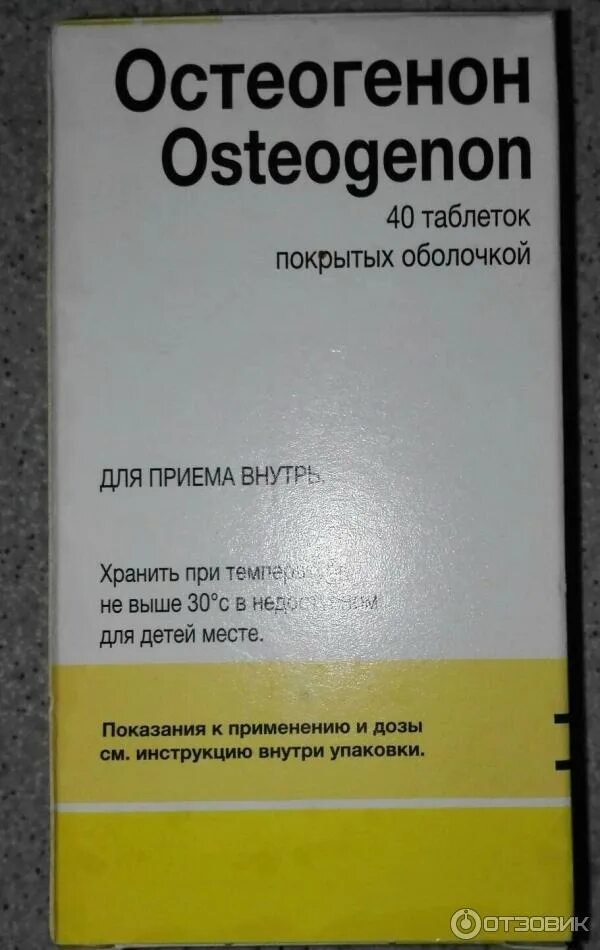 Остеогенон
Osteogenon
40 таблеток
покрытых оболочкой
ДЛЯ ПРИЕМА ВНУТРЬ.
Хранить при
не выше 30°с в недоступном
для детей месте.
Показания к применению и дозы
см. инструкцию внутри упаковки.
ОТЗОВИК